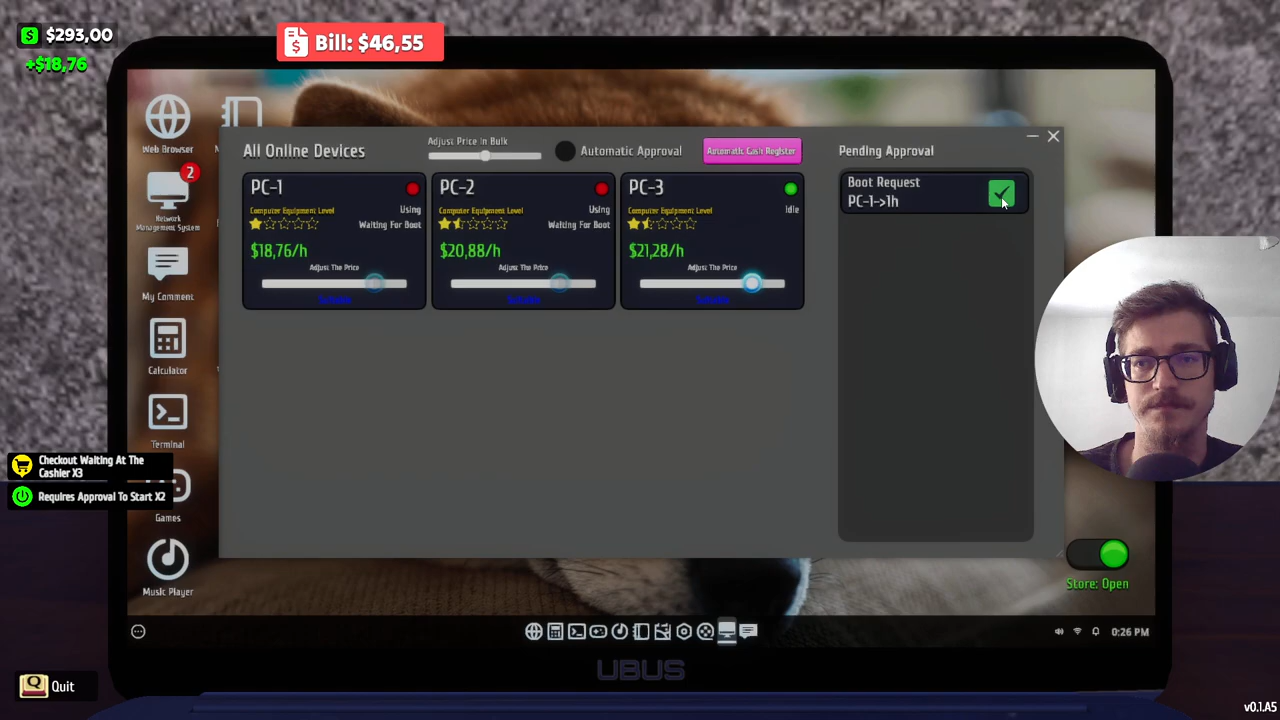 $293,00
+$18,76
Bill: $46,55
Web Browser
2
Network
Management System
My Comment
Calculator
Terminal
Games
Music Player
All Online Devices
Adjust Price In Bulk
Automatic Approval
Automatic Cash Register
Pending Approval
PC-1
Computer Equipment Level
Using
Waiting For Boot
$18,76/h
Adjust The Price
Suitable
PC-2
Computer Equipment Level
Using
Waiting For Boot
$20,88/h
Adjust The Price
Suitable
PC-3
Computer Equipment Level
Idle
$21,28/h
Adjust The Price
Suitable
Boot Request
PC-1->1h
Checkout Waiting At The
Cashier X3
Requires Approval To Start X2
Store: Open
0:26 PM
UBUS
Q Quit
v0.1.A5